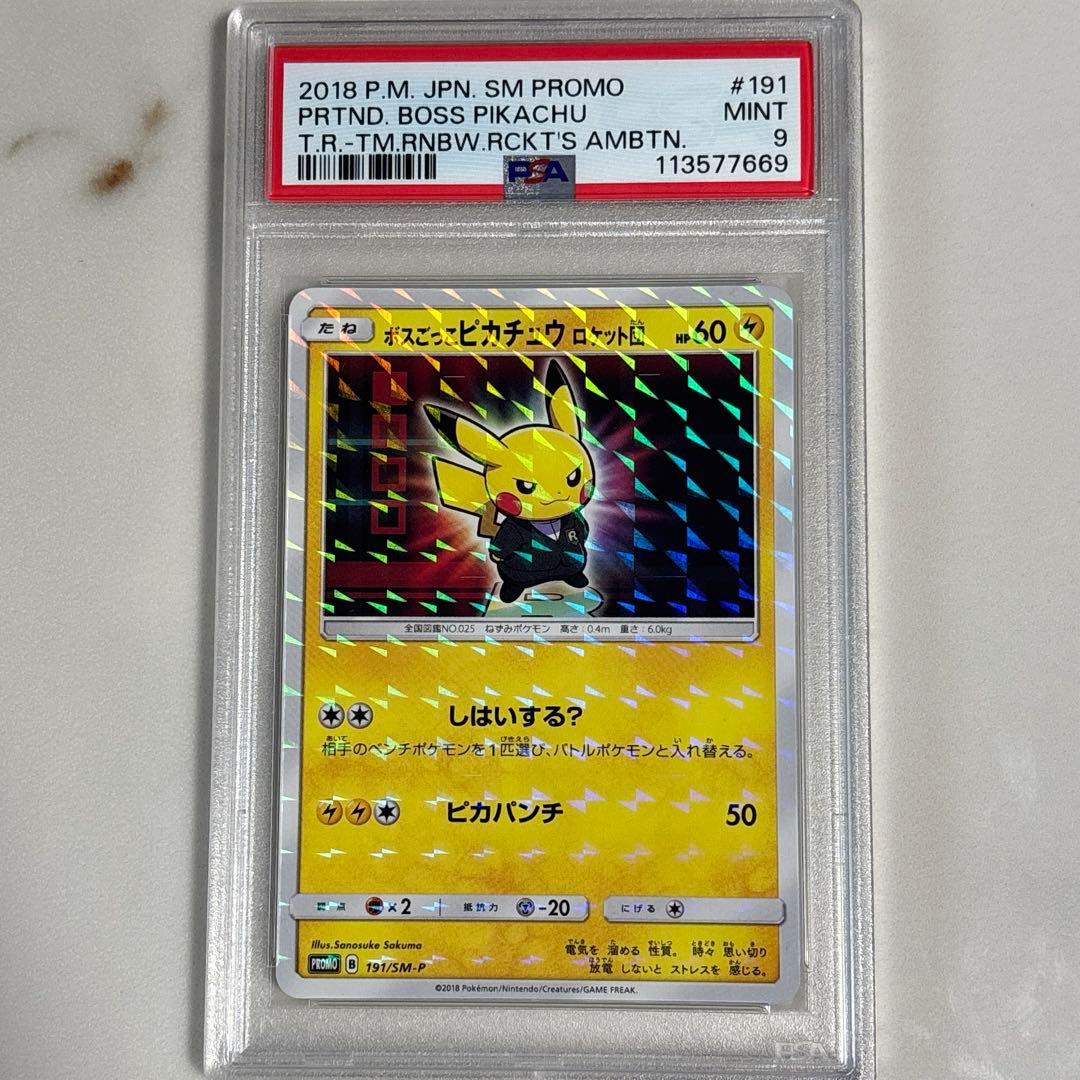 2018 P.M. JPN. SM PROMO #191
PRTND. BOSS PIKACHU MINT
T.R.-TM.RNBW.RCKT'S AMBTN. 9
PSA 113577669
たね ボスごっこピカチュウ ロケット団 HP60
R
全国図鑑NO.025 ねずみポケモン 高さ:0.4m 重さ:6.0kg
しはいする?
相手のベンチポケモンを1匹選び、バトルポケモンと入れ替える。
ピカパンチ 50
弱点 ×2 抵抗力 -20 にげる
Illus.Sanosuke Sakuma
電気を 溜める 性質。 時々 思い切り
放電 しないと ストレスを 感じる。
PROMO B 191/SM-P
©2018 Pokémon/Nintendo/Creatures/GAME FREAK.
PSA